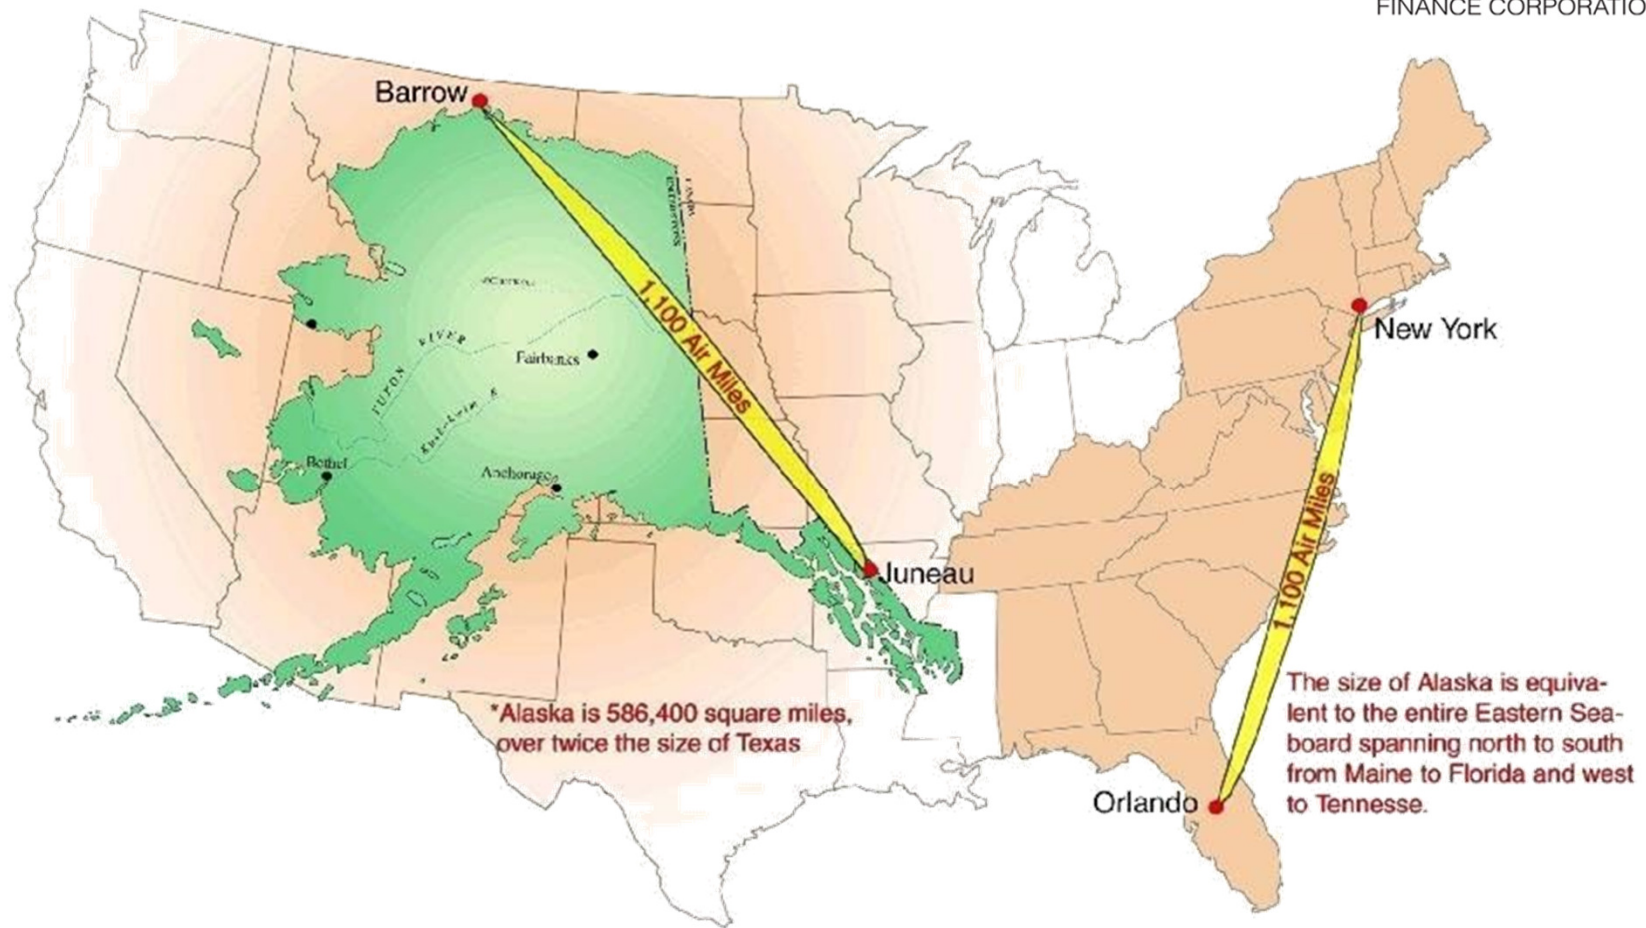 FINANCE CORPORATIO
Barrow
1,100 Air Miles
YUPON RIVER
Fairbanks
New York
Bethel
Anchorage
1,100 Air Miles
Juneau
The size of Alaska is equiva-
lent to the entire Eastern Sea-
board spanning north to south
from Maine to Florida and west
to Tennesse.
*Alaska is 586,400 square miles,
over twice the size of Texas
Orlando